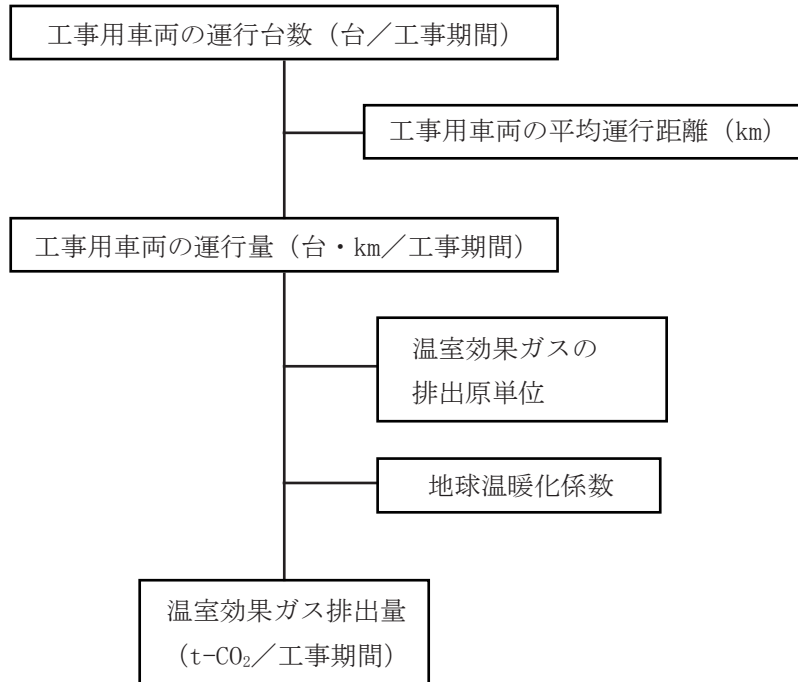 工事用車両の運行台数（台／工事期間）
工事用車両の平均運行距離（km）
工事用車両の運行量（台・km／工事期間）
温室効果ガスの
排出原単位
地球温暖化係数
温室効果ガス排出量
（t-CO₂／工事期間）